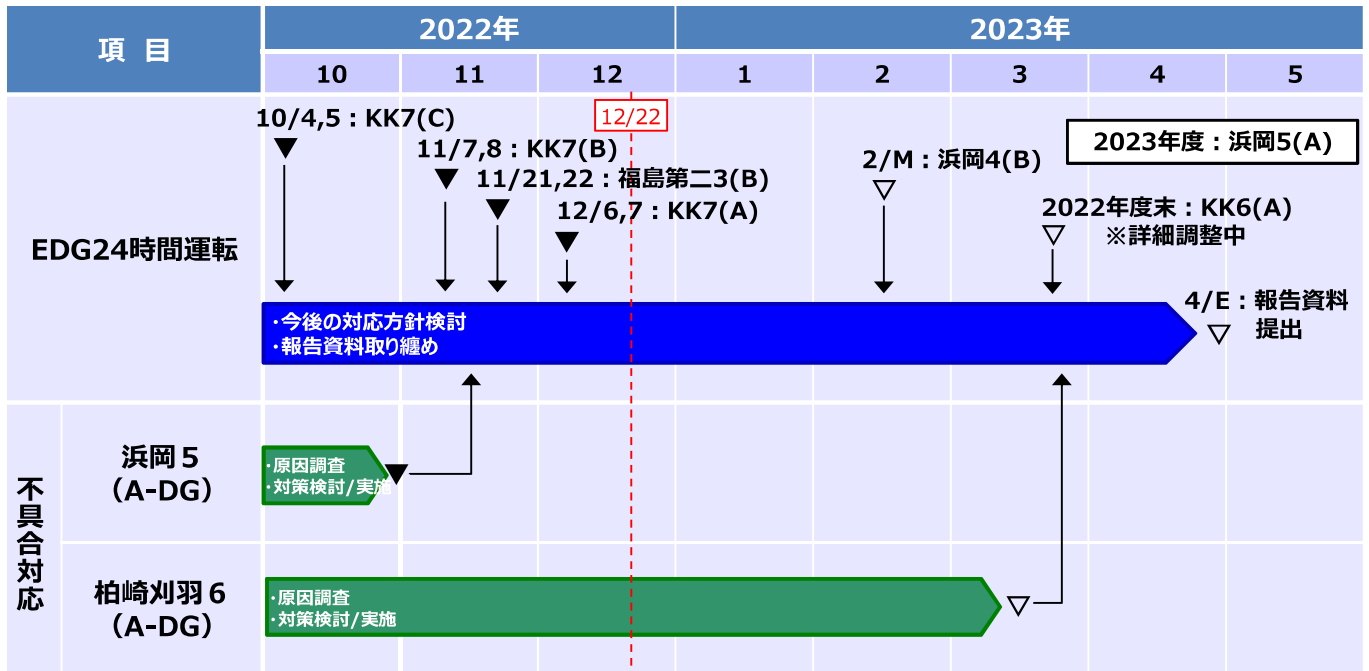 項 目
2022年
2023年
10
11
12
1
2
3
4
5
EDG24時間運転
10/4,5：KK7(C)
11/7,8：KK7(B)
11/21,22：福島第二3(B)
12/6,7：KK7(A)
12/22
2/M：浜岡4(B)
2023年度：浜岡5(A)
2022年度末：KK6(A)
※詳細調整中
4/E：報告資料
提出
・今後の対応方針検討
・報告資料取り纏め
不具合対応
浜岡５
（A-DG）
・原因調査
・対策検討/実施
柏崎刈羽６
（A-DG）
・原因調査
・対策検討/実施